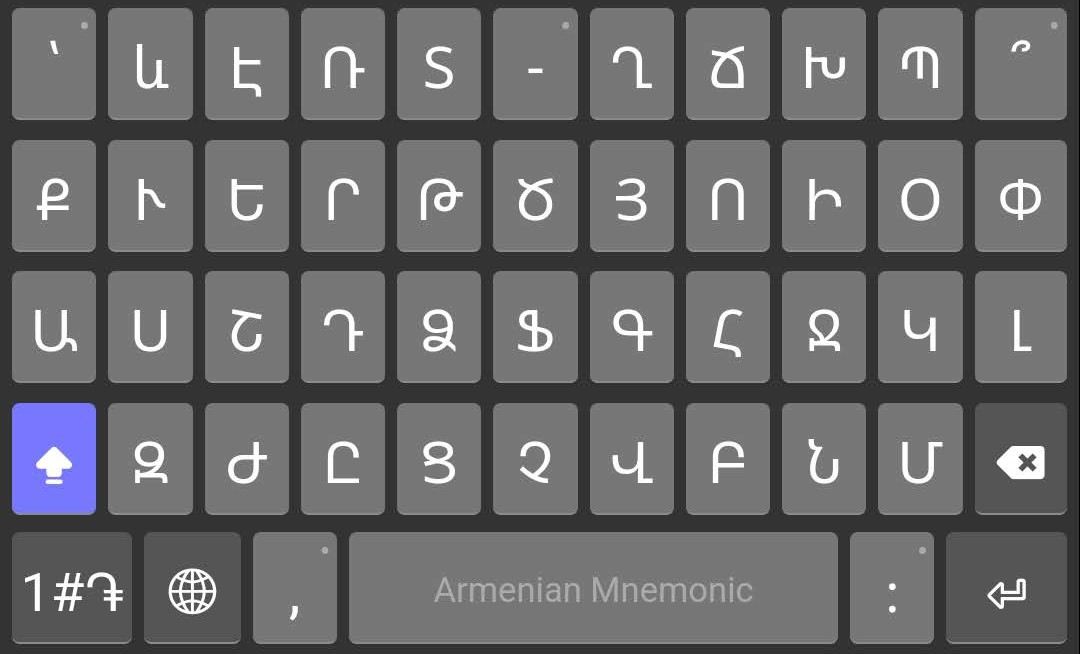 ՝ և Է Ռ Տ - Ղ Ճ Խ Պ ՞
Ք Ւ Ե Ր Թ Ծ Յ Ո Ի Օ Փ
Ա Ս Շ Դ Ձ Ֆ Գ Հ Ջ Կ Լ
Զ Ժ Ը Ց Չ Վ Բ Ն Մ
1#֏ , Armenian Mnemonic :